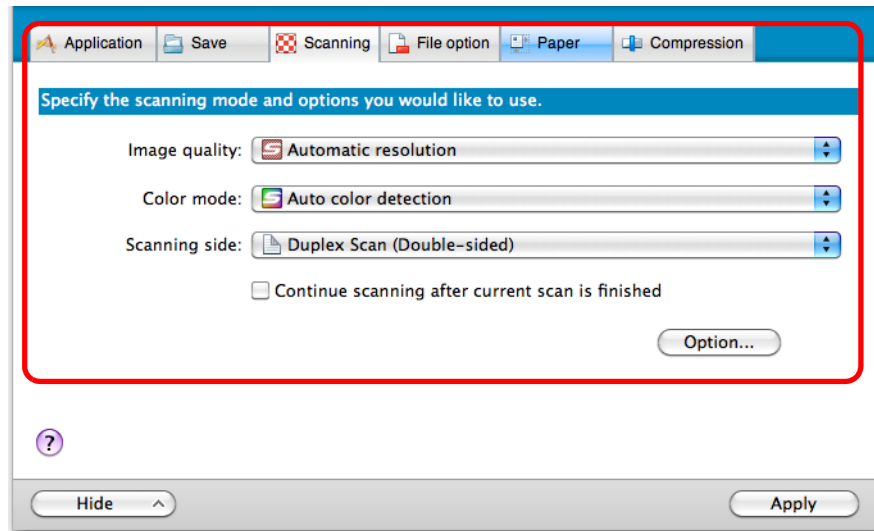 Application Save Scanning File option Paper Compression
Specify the scanning mode and options you would like to use.
Image quality: Automatic resolution
Color mode: Auto color detection
Scanning side: Duplex Scan (Double-sided)
Continue scanning after current scan is finished
Option...
?
Hide Apply